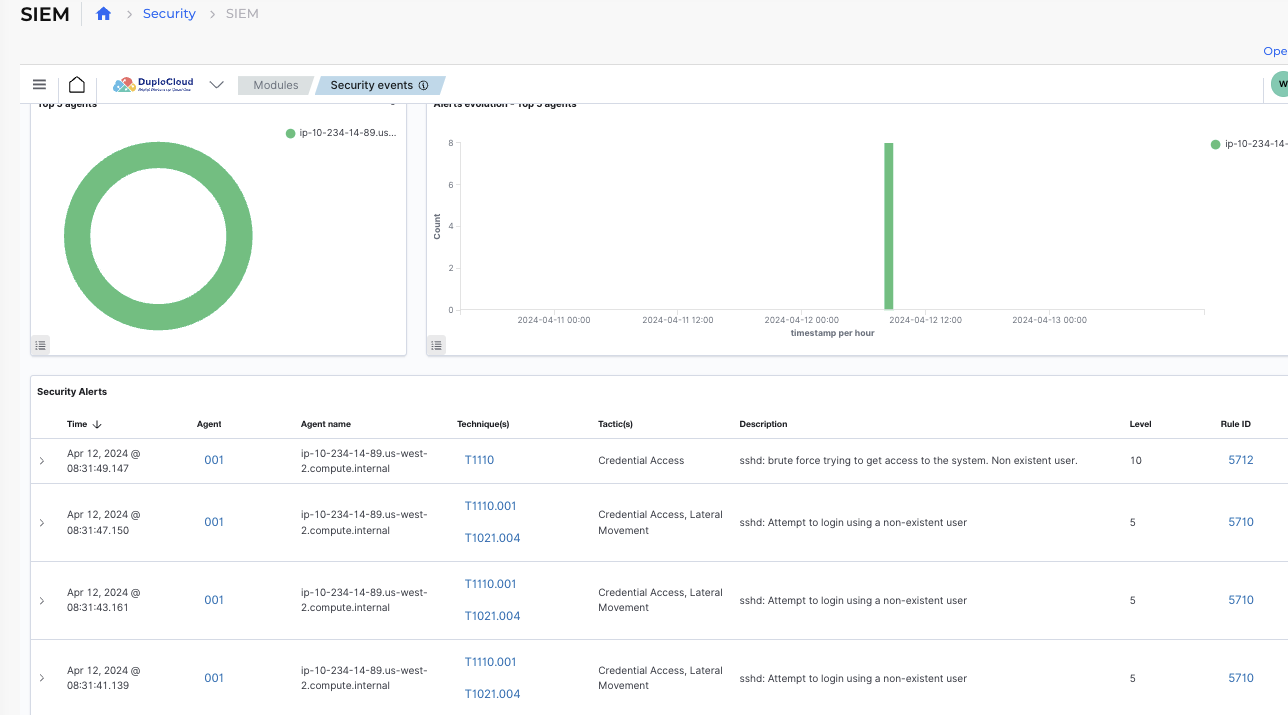 SIEM
Security
SIEM
Ope
DuploCloud
Modules
Security events
W
Top 5 agents
ip-10-234-14-89.us...
Alerts evolution - Top 5 agents
ip-10-234-14-
8
6
4
2
0
Count
2024-04-11 00:00
2024-04-11 12:00
2024-04-12 00:00
2024-04-12 12:00
2024-04-13 00:00
timestamp per hour
Security Alerts
Time Agent Agent name Technique(s) Tactic(s) Description Level Rule ID
Apr 12, 2024 @
08:31:49.147
001
ip-10-234-14-89.us-west-
2.compute.internal
T1110
Credential Access
sshd: brute force trying to get access to the system. Non existent user.
10
5712
Apr 12, 2024 @
08:31:47.150
001
ip-10-234-14-89.us-west-
2.compute.internal
T1110.001
T1021.004
Credential Access, Lateral
Movement
sshd: Attempt to login using a non-existent user
5
5710
Apr 12, 2024 @
08:31:43.161
001
ip-10-234-14-89.us-west-
2.compute.internal
T1110.001
T1021.004
Credential Access, Lateral
Movement
sshd: Attempt to login using a non-existent user
5
5710
Apr 12, 2024 @
08:31:41.139
001
ip-10-234-14-89.us-west-
2.compute.internal
T1110.001
T1021.004
Credential Access, Lateral
Movement
sshd: Attempt to login using a non-existent user
5
5710